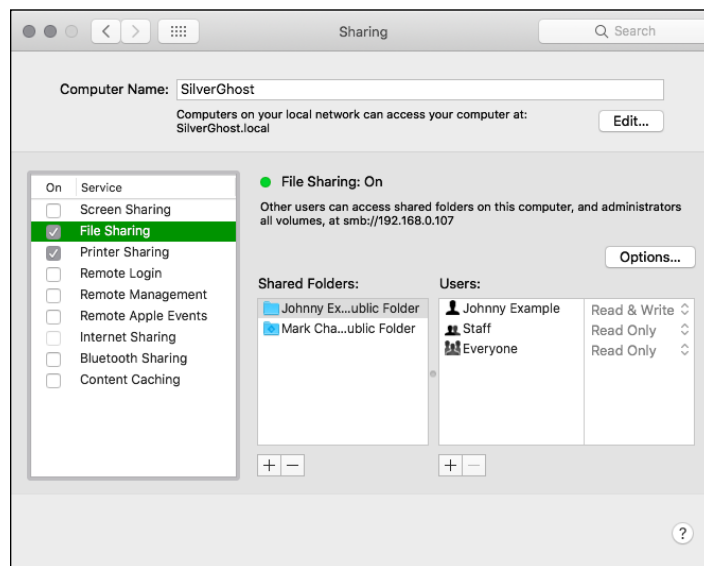 Sharing
Search
Computer Name: SilverGhost
Computers on your local network can access your computer at:
SilverGhost.local
Edit...
On Service
Screen Sharing
File Sharing
Printer Sharing
Remote Login
Remote Management
Remote Apple Events
Internet Sharing
Bluetooth Sharing
Content Caching
File Sharing: On
Other users can access shared folders on this computer, and administrators
all volumes, at smb://192.168.0.107
Options...
Shared Folders:
Johnny Ex...ublic Folder
Mark Cha...ublic Folder
Users:
Johnny Example Read & Write
Staff Read Only
Everyone Read Only
+ −
+ −
?